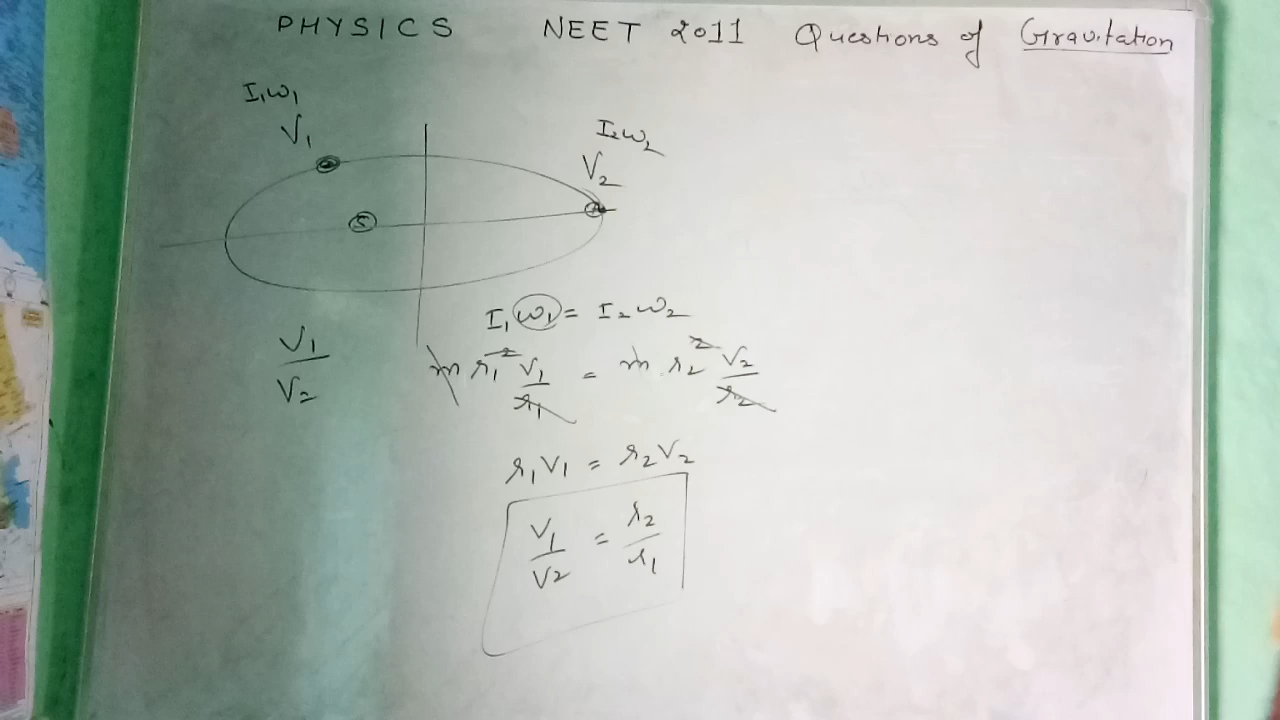 PHYSICS NEET 2011 Questions of Gravitation
I₁ω₁
V₁
I₂ω₂
V₂
S
I₁ω₁ = I₂ω₂
V₁/V₂
m r₁² V₁/r₁ = m r₂² V₂/r₂
r₁V₁ = r₂V₂
V₁/V₂ = r₂/r₁